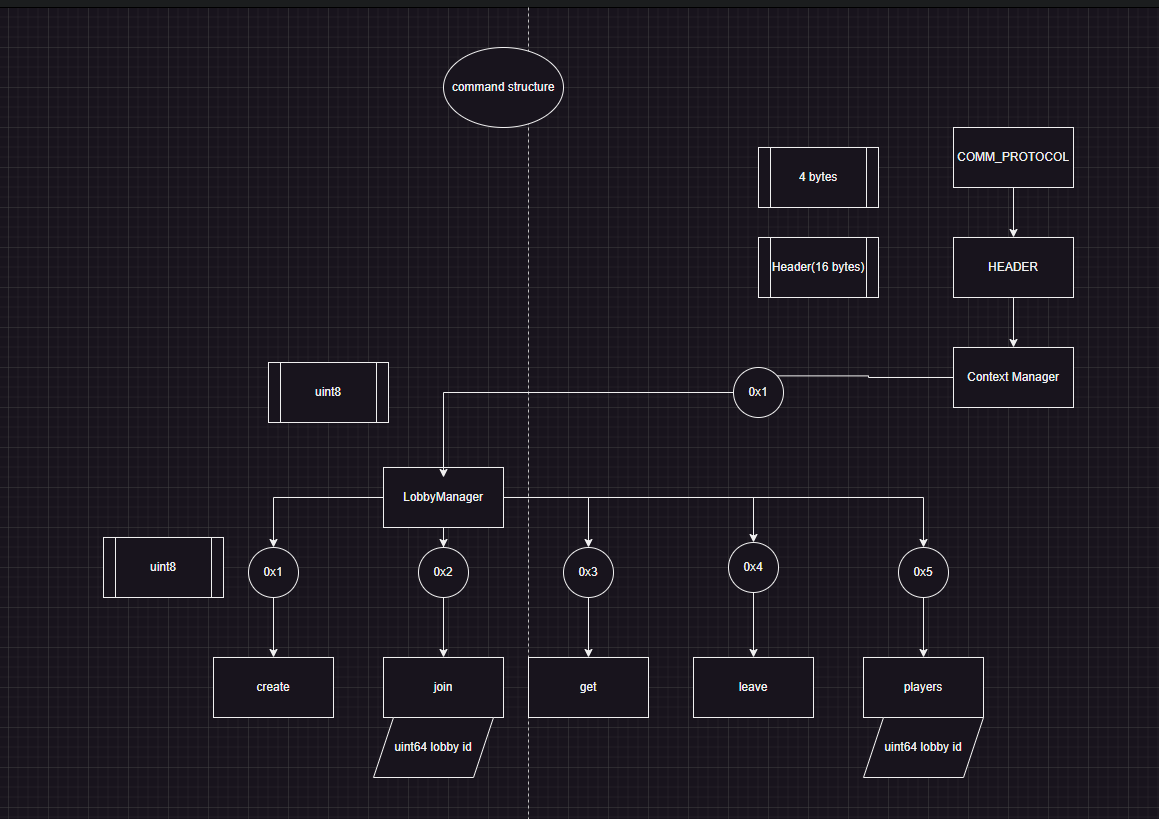 command structure
COMM_PROTOCOL
4 bytes
Header(16 bytes)
HEADER
Context Manager
uint8
0x1
LobbyManager
uint8
0x1
0x2
0x3
0x4
0x5
create
join
get
leave
players
uint64 lobby id
uint64 lobby id